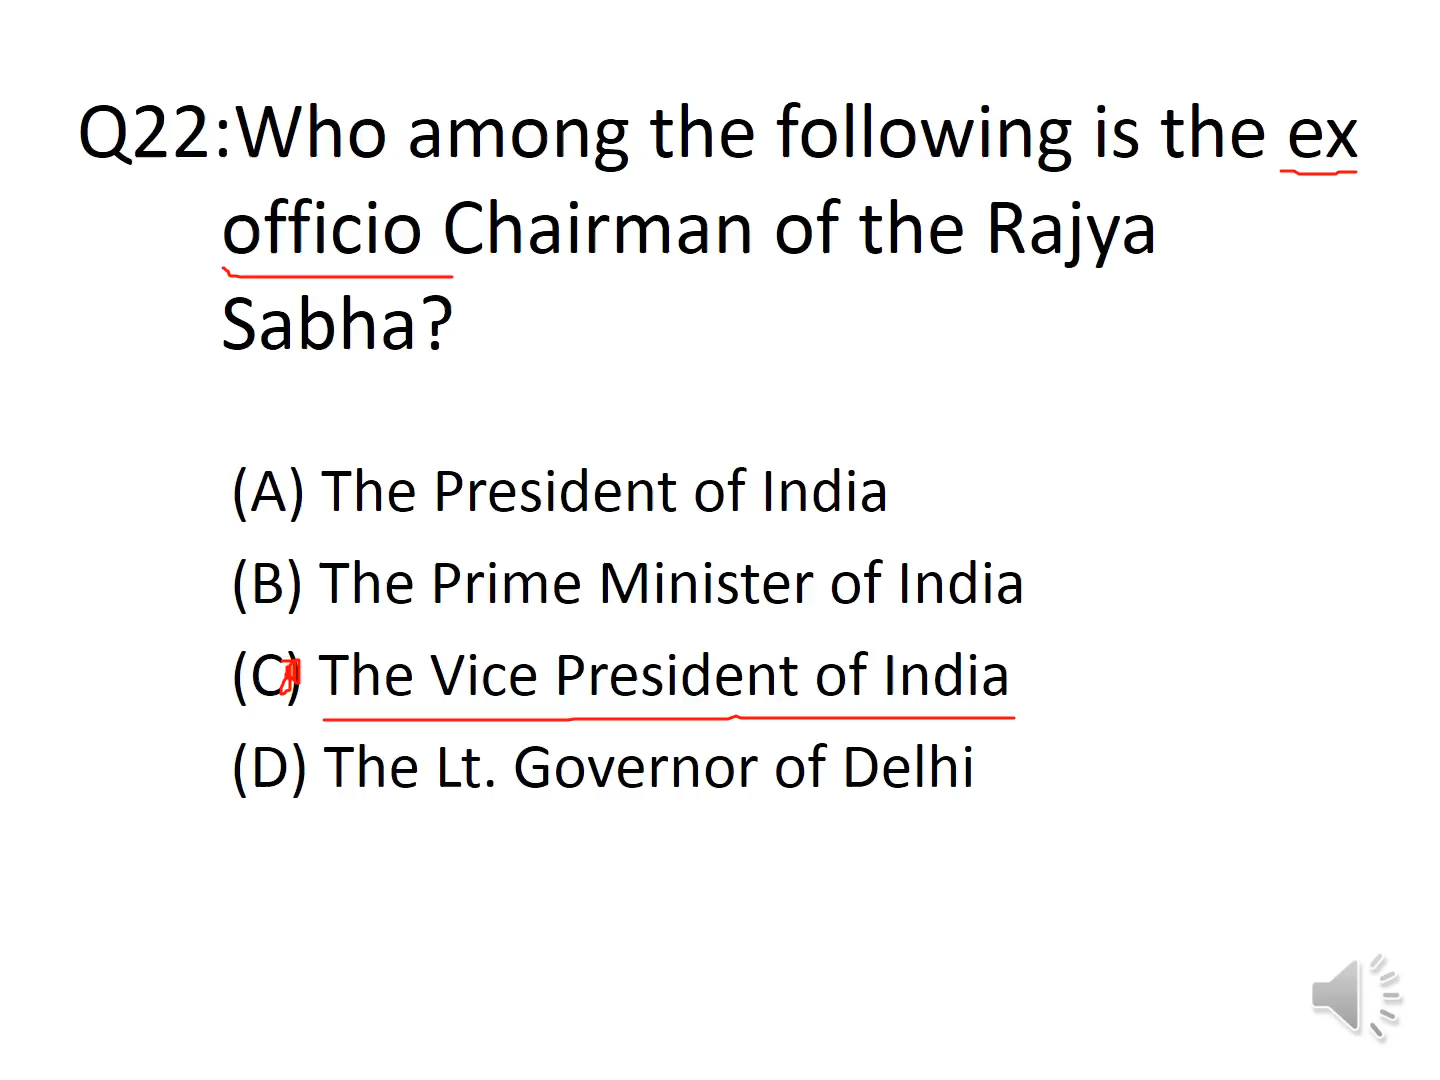 Q22:Who among the following is the ex
officio Chairman of the Rajya
Sabha?
(A) The President of India
(B) The Prime Minister of India
(C) The Vice President of India
(D) The Lt. Governor of Delhi